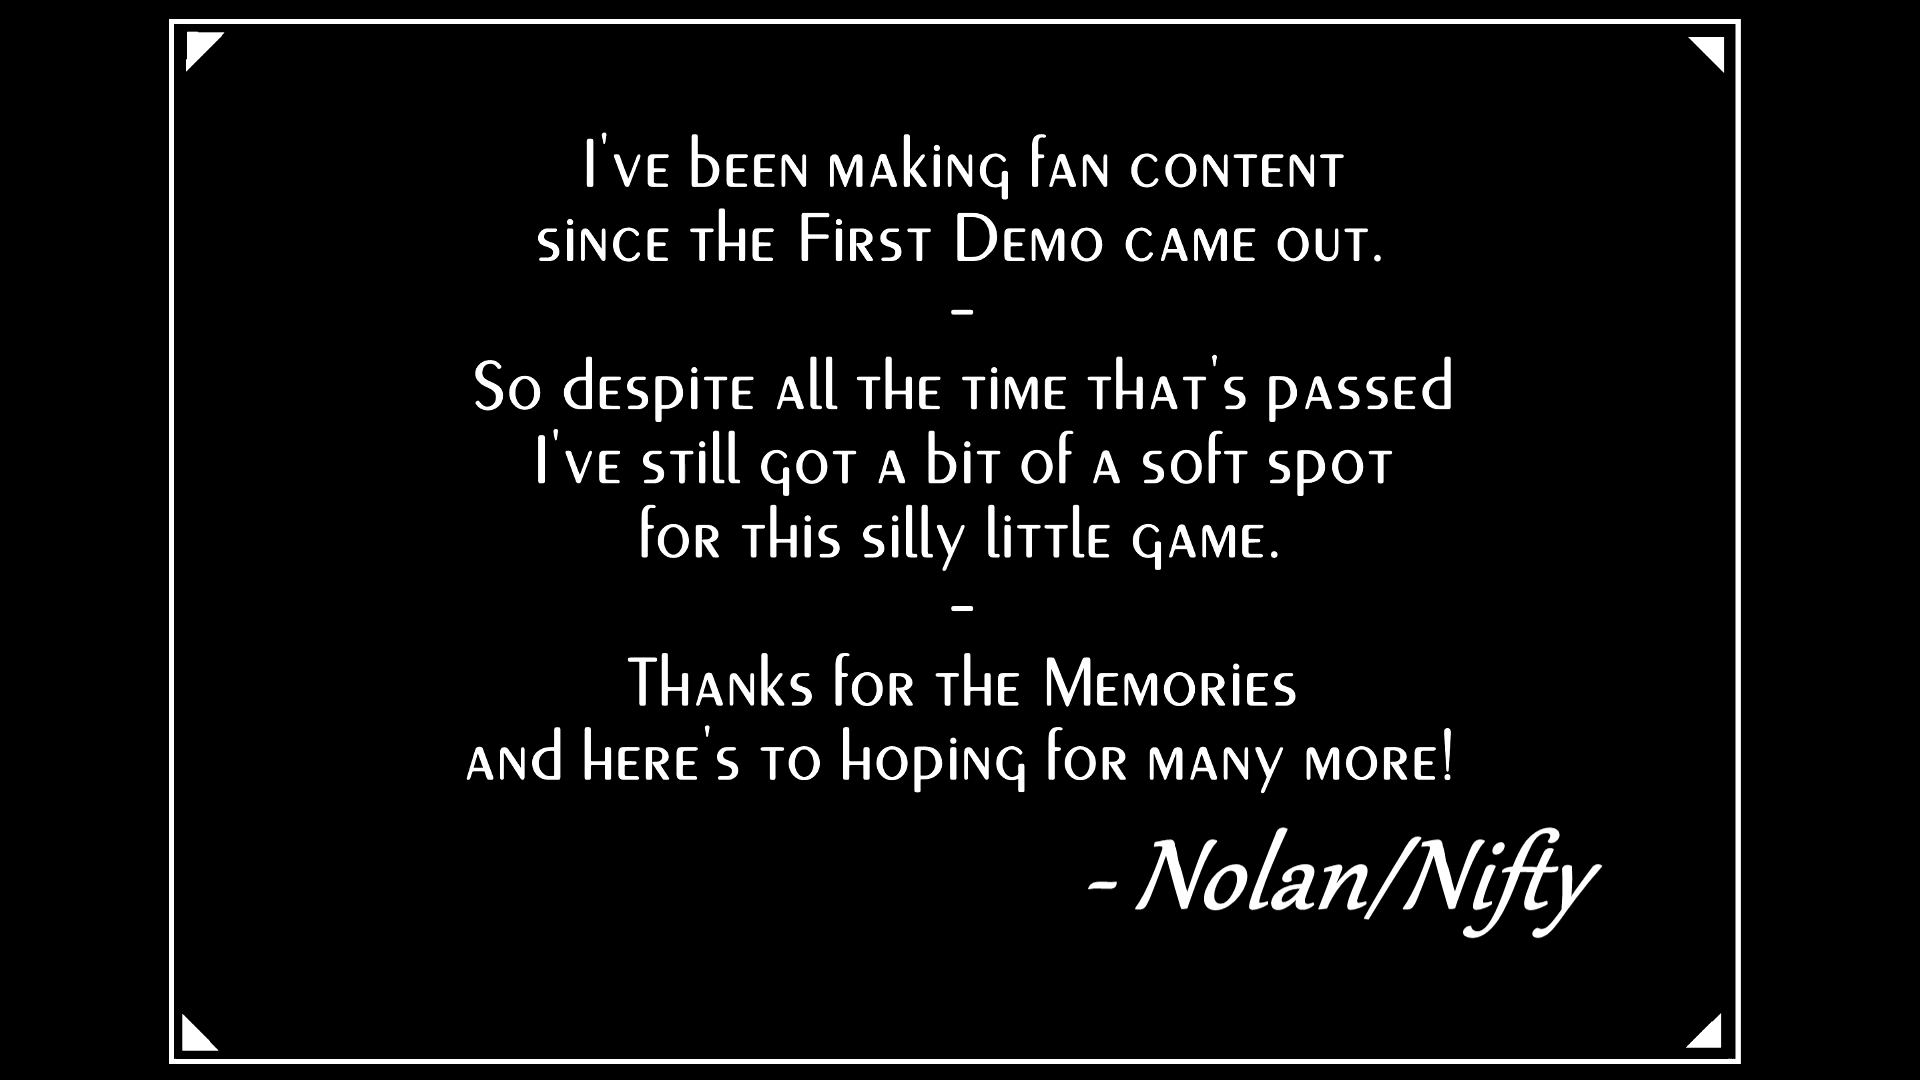 I've been making fan content
since the First Demo came out.
-
So despite all the time that's passed
I've still got a bit of a soft spot
for this silly little game.
-
Thanks for the Memories
and here's to hoping for many more!
- Nolan/Nifty